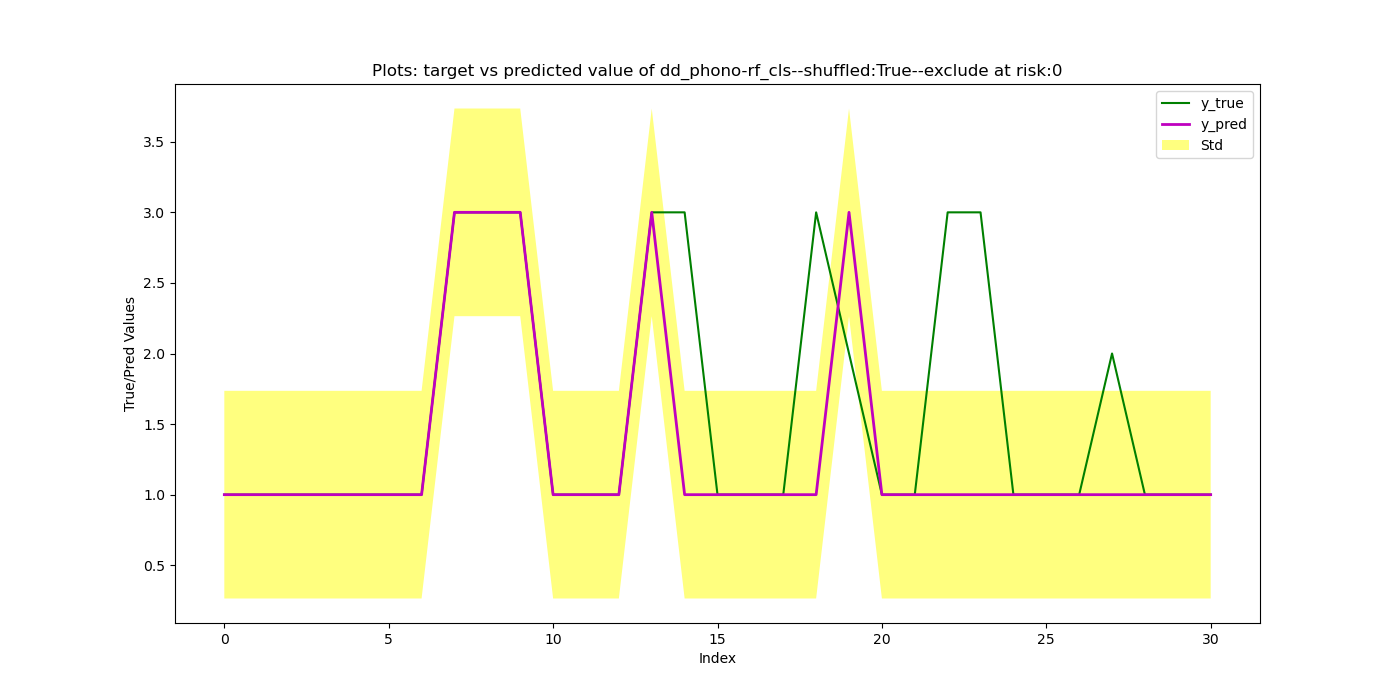 Plots: target vs predicted value of dd_phono-rf_cls--shuffled:True--exclude at risk:0
y_true
y_pred
Std
True/Pred Values
3.5
3.0
2.5
2.0
1.5
1.0
0.5
0 5 10 15 20 25 30
Index